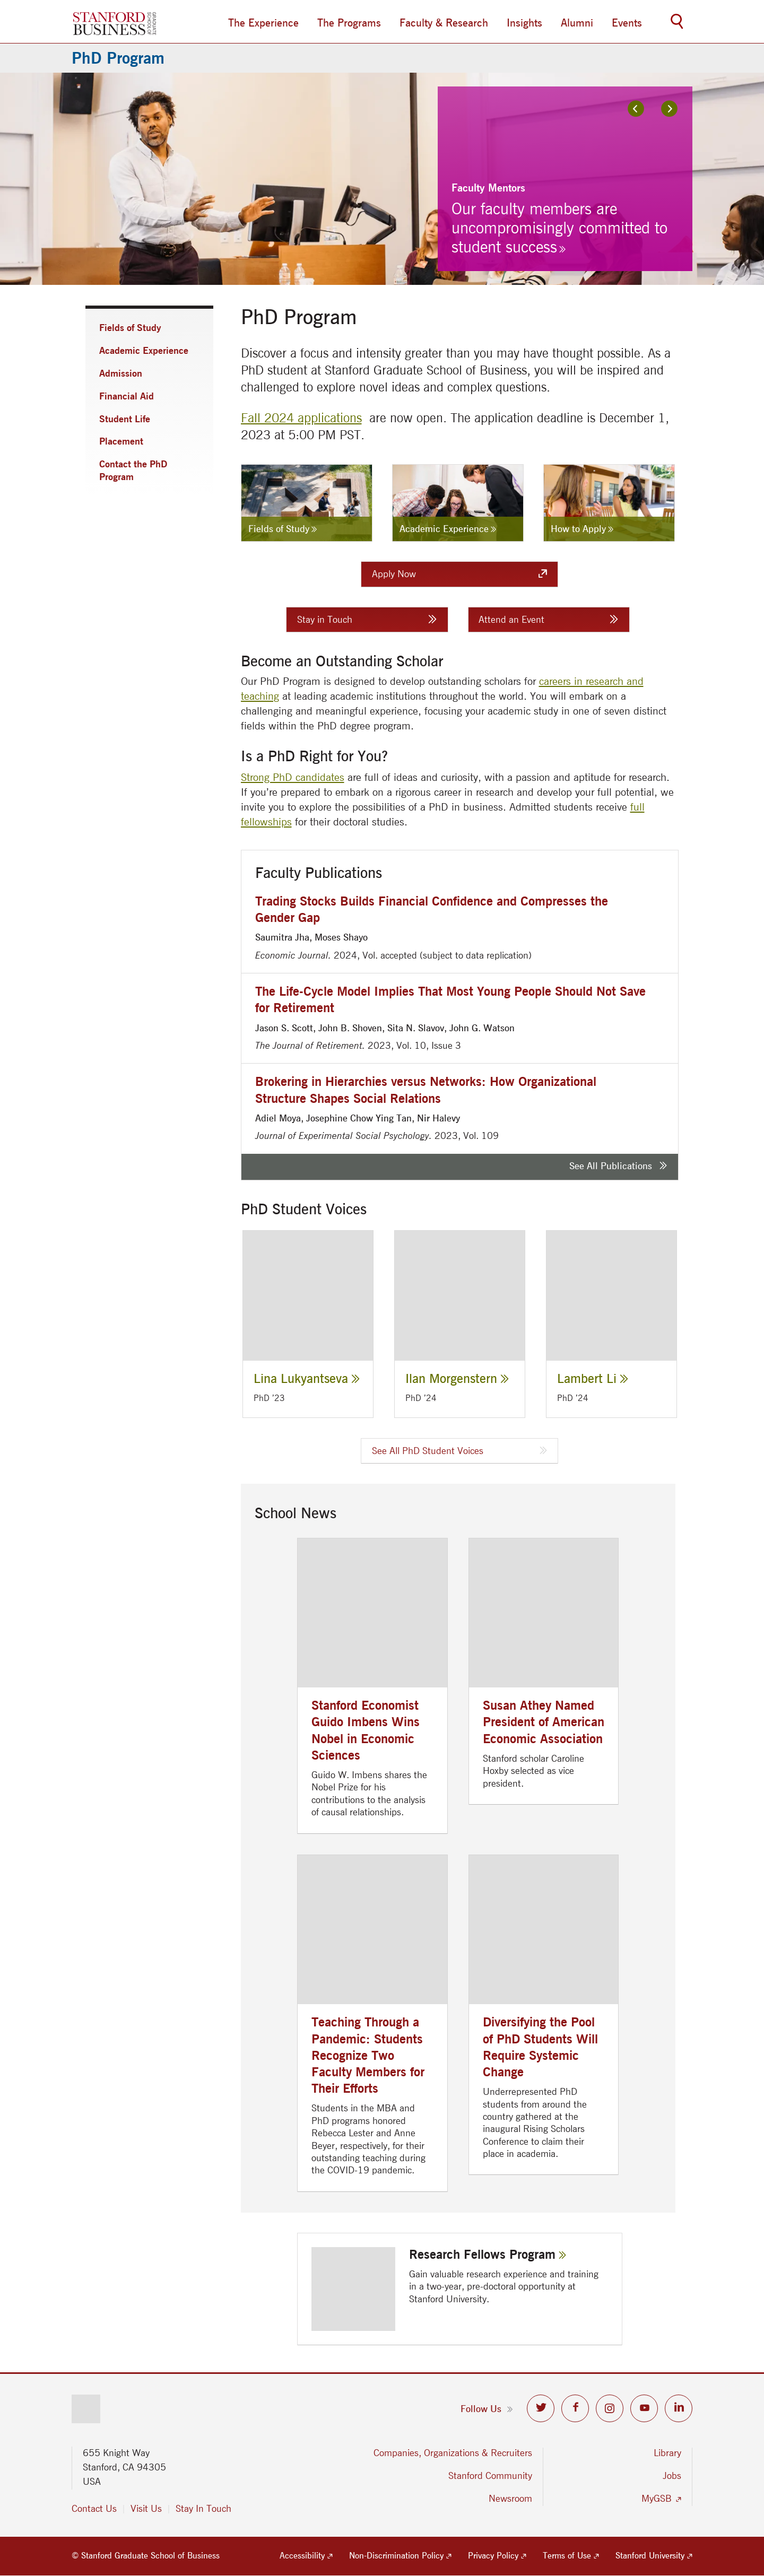 STANFORD
BUSINESS
GRADUATE
SCHOOL OF
The Experience
The Programs
Faculty & Research
Insights
Alumni
Events
PhD Program
Faculty Mentors
Our faculty members are
uncompromisingly committed to
student success »
Fields of Study
Academic Experience
Admission
Financial Aid
Student Life
Placement
Contact the PhD
Program
PhD Program
Discover a focus and intensity greater than you may have thought possible. As a
PhD student at Stanford Graduate School of Business, you will be inspired and
challenged to explore novel ideas and complex questions.
Fall 2024 applications are now open. The application deadline is December 1,
2023 at 5:00 PM PST.
Fields of Study »
Academic Experience »
How to Apply »
Apply Now
Stay in Touch
Attend an Event
Become an Outstanding Scholar
Our PhD Program is designed to develop outstanding scholars for careers in research and
teaching at leading academic institutions throughout the world. You will embark on a
challenging and meaningful experience, focusing your academic study in one of seven distinct
fields within the PhD degree program.
Is a PhD Right for You?
Strong PhD candidates are full of ideas and curiosity, with a passion and aptitude for research.
If you're prepared to embark on a rigorous career in research and develop your full potential, we
invite you to explore the possibilities of a PhD in business. Admitted students receive full
fellowships for their doctoral studies.
Faculty Publications
Trading Stocks Builds Financial Confidence and Compresses the
Gender Gap
Saumitra Jha, Moses Shayo
Economic Journal. 2024, Vol. accepted (subject to data replication)
The Life-Cycle Model Implies That Most Young People Should Not Save
for Retirement
Jason S. Scott, John B. Shoven, Sita N. Slavov, John G. Watson
The Journal of Retirement. 2023, Vol. 10, Issue 3
Brokering in Hierarchies versus Networks: How Organizational
Structure Shapes Social Relations
Adiel Moya, Josephine Chow Ying Tan, Nir Halevy
Journal of Experimental Social Psychology. 2023, Vol. 109
See All Publications »
PhD Student Voices
Lina Lukyantseva »
PhD '23
Ilan Morgenstern »
PhD '24
Lambert Li »
PhD '24
See All PhD Student Voices »
School News
Stanford Economist
Guido Imbens Wins
Nobel in Economic
Sciences
Guido W. Imbens shares the
Nobel Prize for his
contributions to the analysis
of causal relationships.
Susan Athey Named
President of American
Economic Association
Stanford scholar Caroline
Hoxby selected as vice
president.
Teaching Through a
Pandemic: Students
Recognize Two
Faculty Members for
Their Efforts
Students in the MBA and
PhD programs honored
Rebecca Lester and Anne
Beyer, respectively, for their
outstanding teaching during
the COVID-19 pandemic.
Diversifying the Pool
of PhD Students Will
Require Systemic
Change
Underrepresented PhD
students from around the
country gathered at the
inaugural Rising Scholars
Conference to claim their
place in academia.
Research Fellows Program »
Gain valuable research experience and training
in a two-year, pre-doctoral opportunity at
Stanford University.
Follow Us »
655 Knight Way
Stanford, CA 94305
USA
Contact Us
Visit Us
Stay In Touch
Companies, Organizations & Recruiters
Stanford Community
Newsroom
Library
Jobs
MyGSB
© Stanford Graduate School of Business
Accessibility
Non-Discrimination Policy
Privacy Policy
Terms of Use
Stanford University